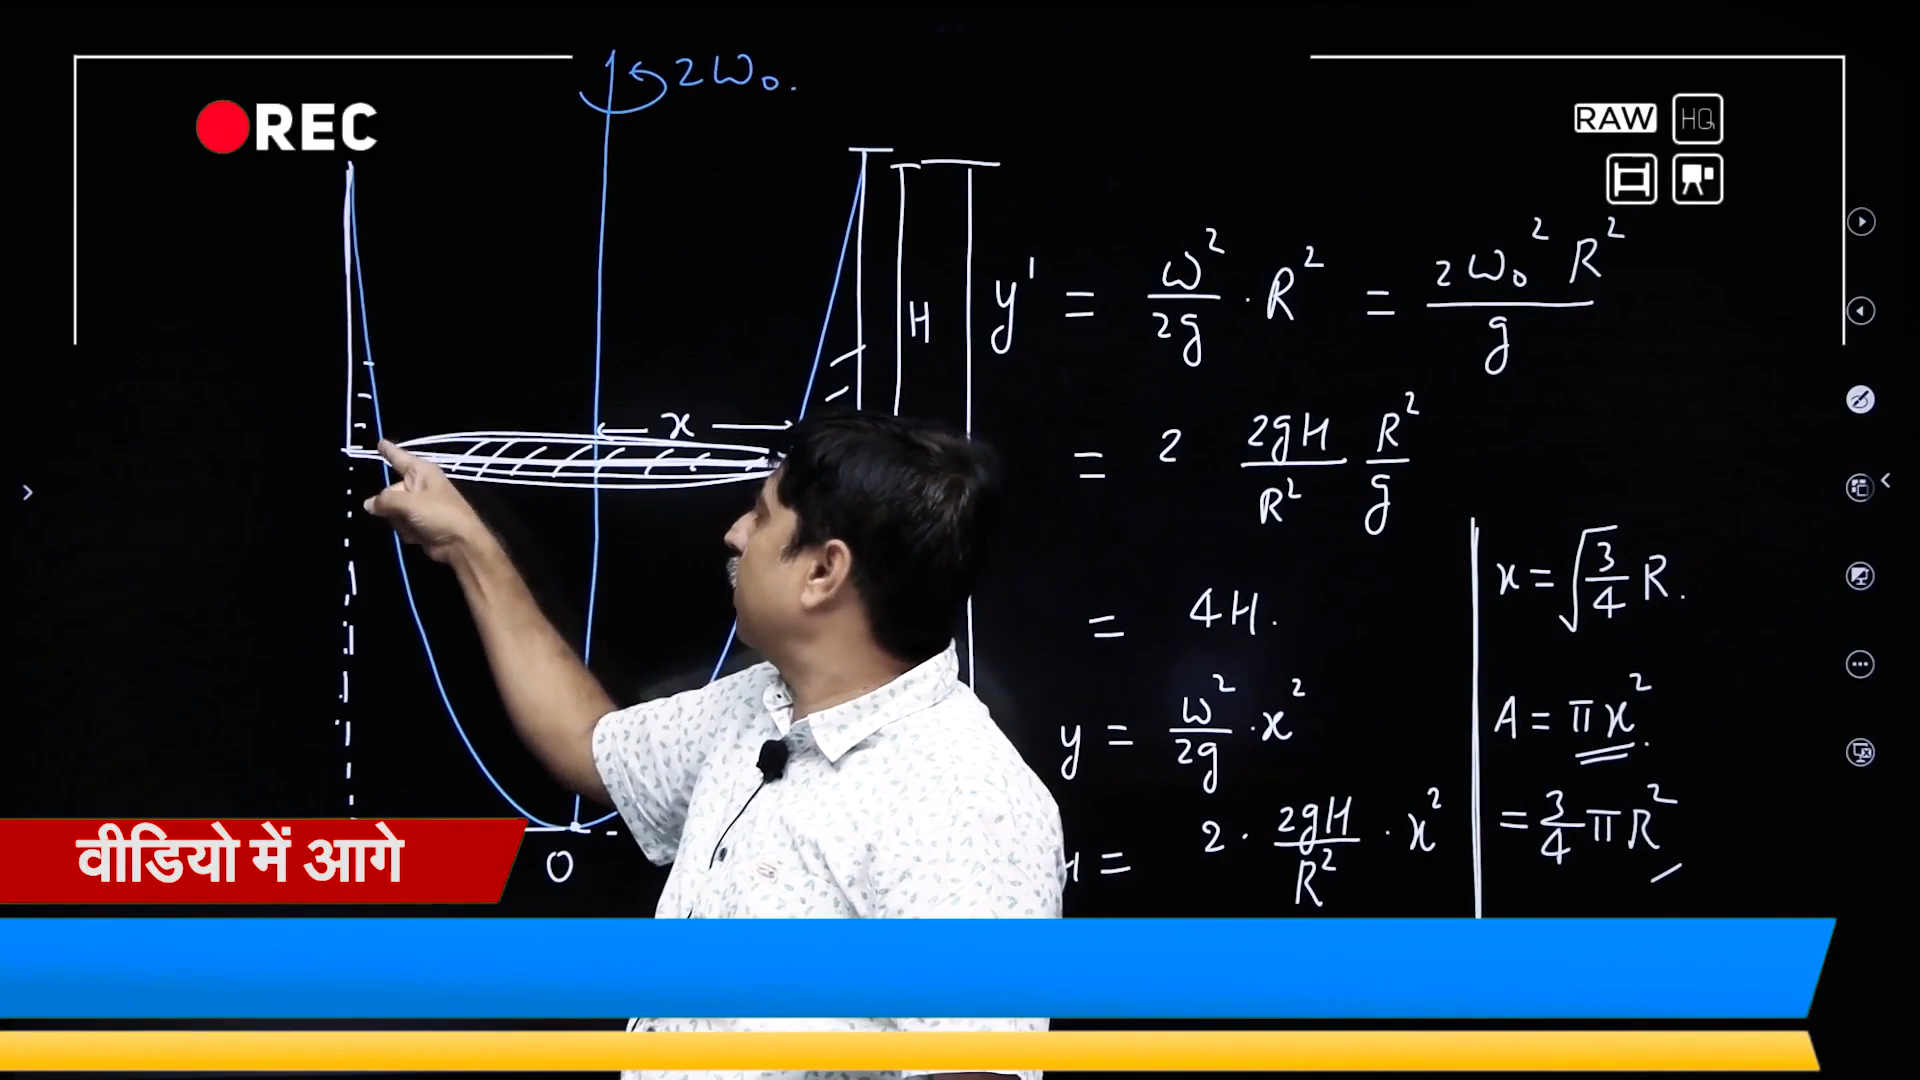 2ω₀.
REC
RAW
HQ
H
y' = ω²/2g · R² = 2ω₀² R²/g
x
= 2 2gH/R² R²/g
= 4H.
y = ω²/2g · x²
2 · 2gH/R² · x²
x = √(3/4) R.
A = πx².
= 3/4 πR²
वीडियो में आगे
O